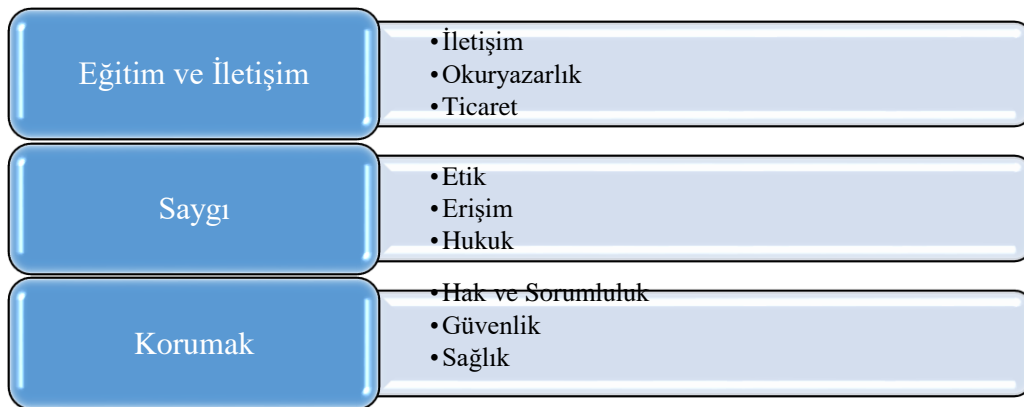 Eğitim ve İletişim
•İletişim
•Okuryazarlık
•Ticaret
Saygı
•Etik
•Erişim
•Hukuk
Korumak
•Hak ve Sorumluluk
•Güvenlik
•Sağlık